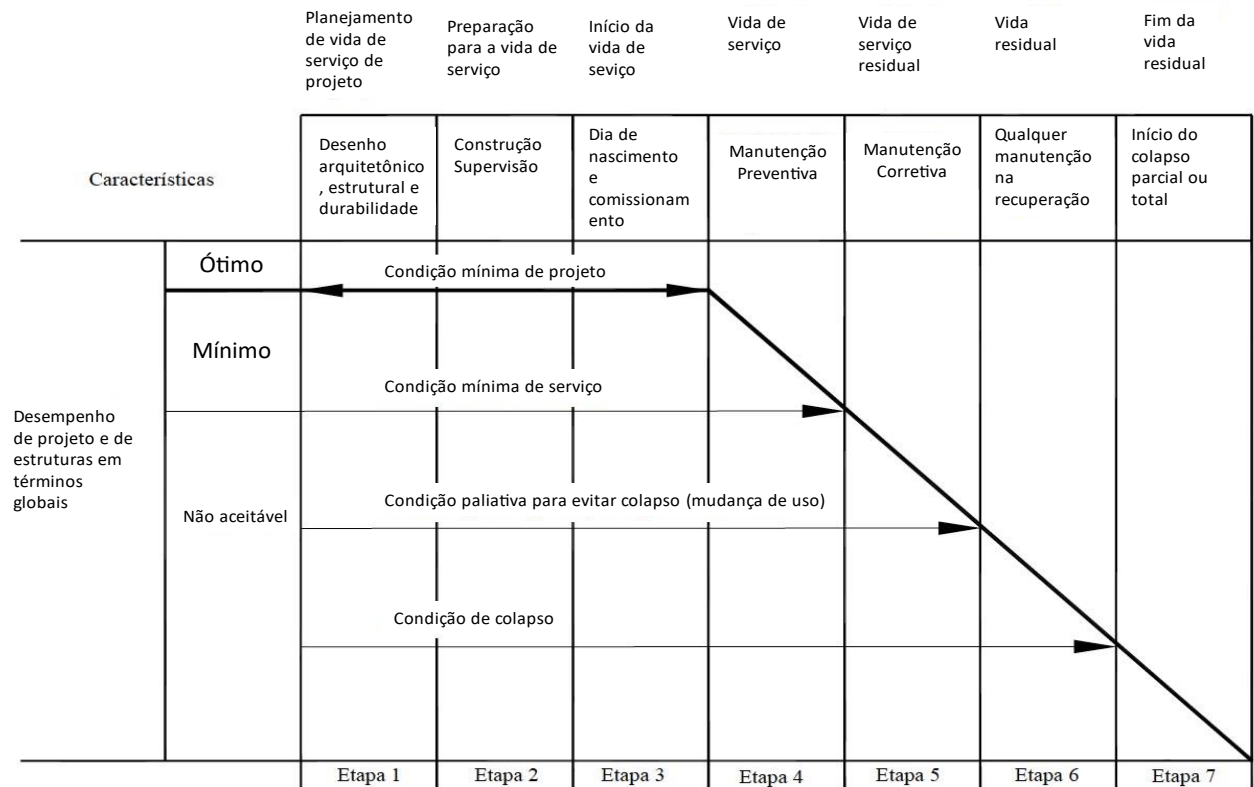 Planejamento
de vida de
serviço de
projeto
Preparação
para a vida de
serviço
Início da
vida de
seviço
Vida de
serviço
Vida de
serviço
residual
Vida
residual
Fim da
vida
residual
Características
Desenho
arquitetônico
, estrutural e
durabilidade
Construção
Supervisão
Dia de
nascimento
e
comissionam
ento
Manutenção
Preventiva
Manutenção
Corretiva
Qualquer
manutenção
na
recuperação
Início do
colapso
parcial ou
total
Desempenho
de projeto e de
estruturas em
términos
globais
Ótimo
Condição mínima de projeto
Mínimo
Condição mínima de serviço
Não aceitável
Condição paliativa para evitar colapso (mudança de uso)
Condição de colapso
Etapa 1
Etapa 2
Etapa 3
Etapa 4
Etapa 5
Etapa 6
Etapa 7